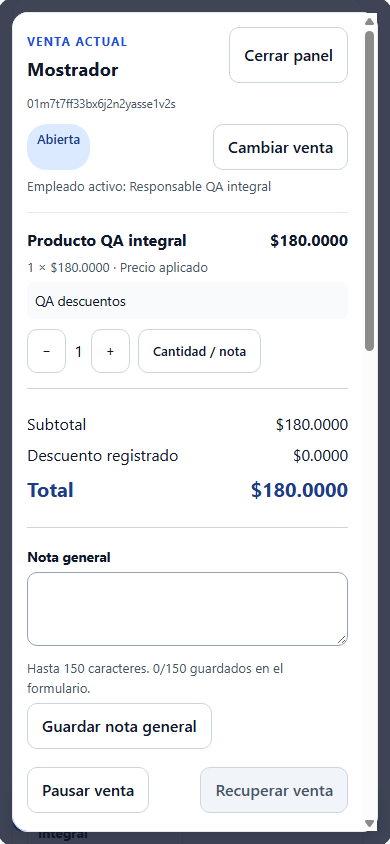 VENTA ACTUAL
Mostrador
Cerrar panel
01m7t7ff33bx6j2n2yasse1v2s
Abierta
Cambiar venta
Empleado activo: Responsable QA integral
Producto QA integral $180.0000
1 × $180.0000 · Precio aplicado
QA descuentos
− 1 + Cantidad / nota
Subtotal $180.0000
Descuento registrado $0.0000
Total $180.0000
Nota general
Hasta 150 caracteres. 0/150 guardados en el
formulario.
Guardar nota general
Pausar venta Recuperar venta
integral